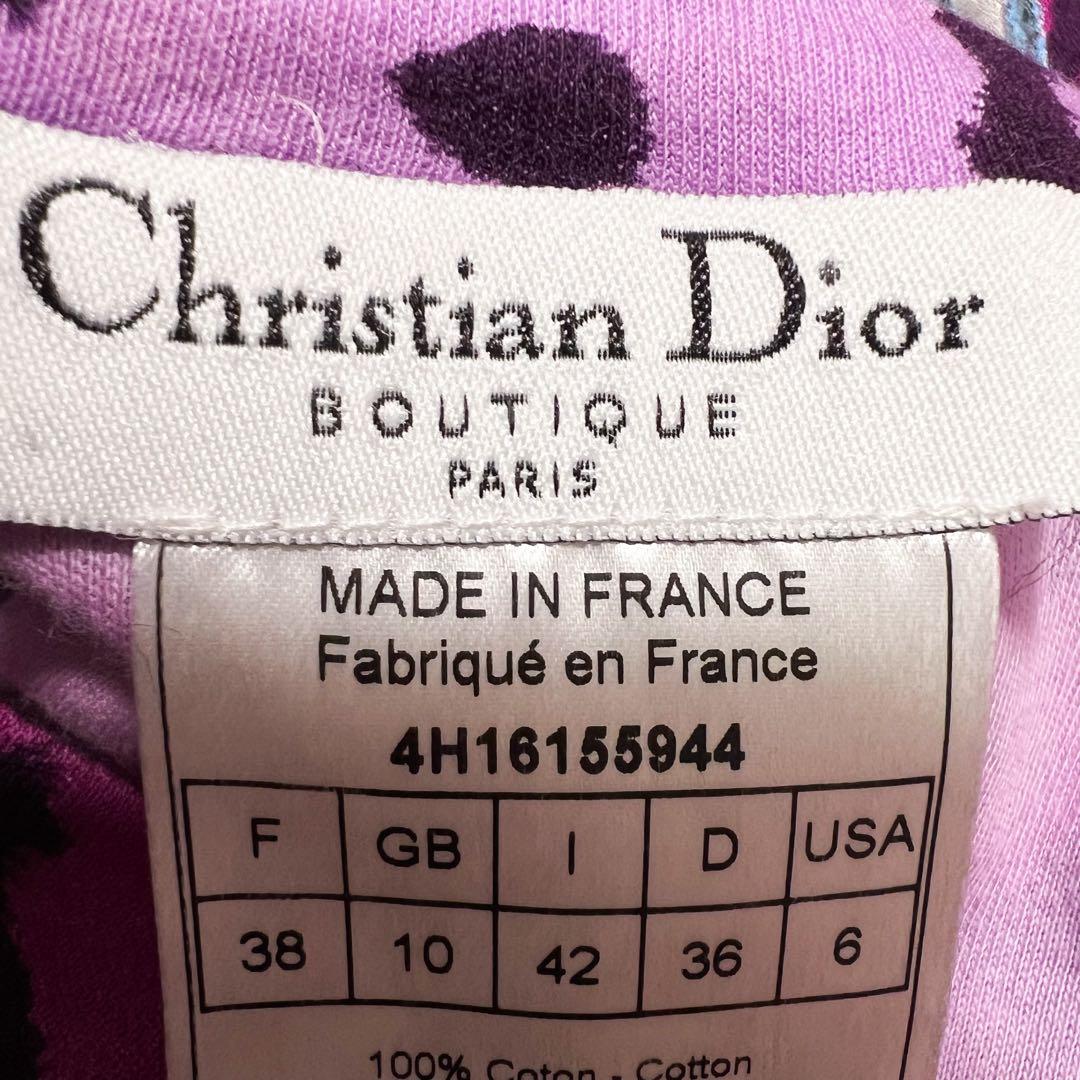 Christian Dior
BOUTIQUE
PARIS
MADE IN FRANCE
Fabriqué en France
4H16155944
F GB I D USA
38 10 42 36 6
100% Coton - Cotton